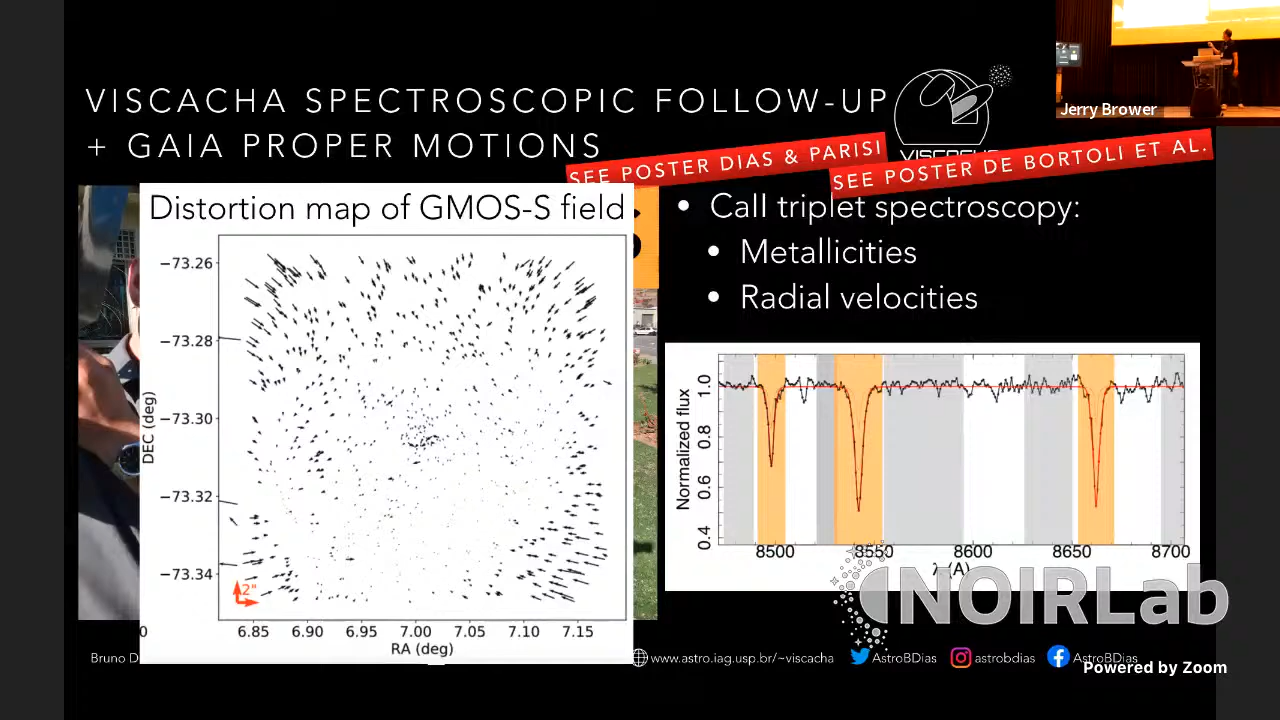 VISCACHA SPECTROSCOPIC FOLLOW-UP
+ GAIA PROPER MOTIONS
Jerry Brower
SEE POSTER DIAS & PARISI
SEE POSTER DE BORTOLI ET AL.
Distortion map of GMOS-S field
−73.26
−73.28
−73.30
−73.32
−73.34
DEC (deg)
2"
6.85 6.90 6.95 7.00 7.05 7.10 7.15
RA (deg)
0
• CaII triplet spectroscopy:
• Metallicities
• Radial velocities
Normalized flux
1.0
0.8
0.6
0.4
8500 8550 8600 8650 8700
λ (A)
NOIRLab
Bruno D
www.astro.iag.usp.br/~viscacha
AstroBDias
astrobdias
AstroBDias
Powered by Zoom